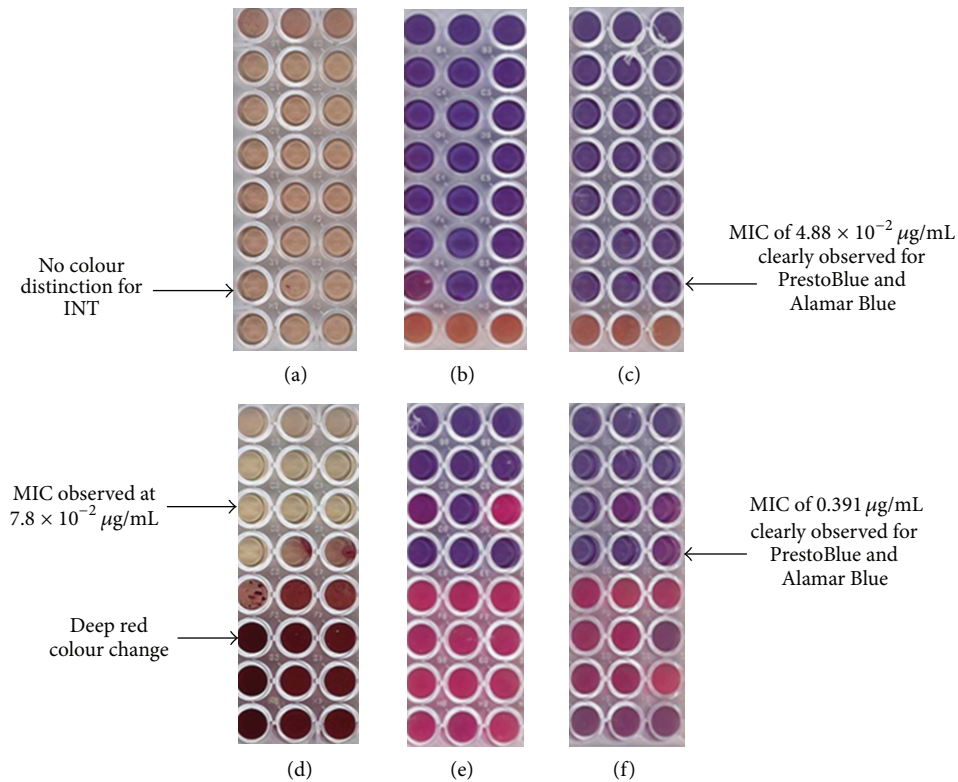 No colour
distinction for
INT
MIC of 4.88 × 10⁻² μg/mL
clearly observed for
PrestoBlue and
Alamar Blue
(a)
(b)
(c)
MIC observed at
7.8 × 10⁻² μg/mL
Deep red
colour change
MIC of 0.391 μg/mL
clearly observed for
PrestoBlue and
Alamar Blue
(d)
(e)
(f)